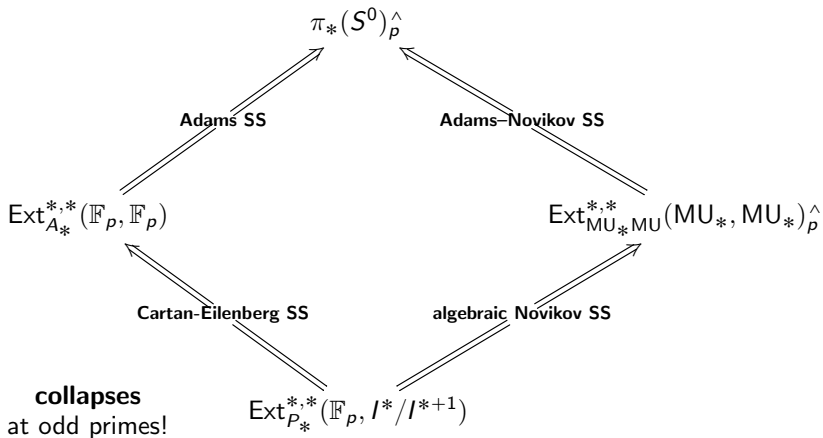 π_*(S^0)^∧_p
Adams SS
Adams–Novikov SS
Ext^{*,*}_{A_*}(𝔽_p, 𝔽_p)
Ext^{*,*}_{MU_*MU}(MU_*, MU_*)^∧_p
Cartan-Eilenberg SS
algebraic Novikov SS
collapses
at odd primes!
Ext^{*,*}_{P_*}(𝔽_p, I^*/I^{*+1})